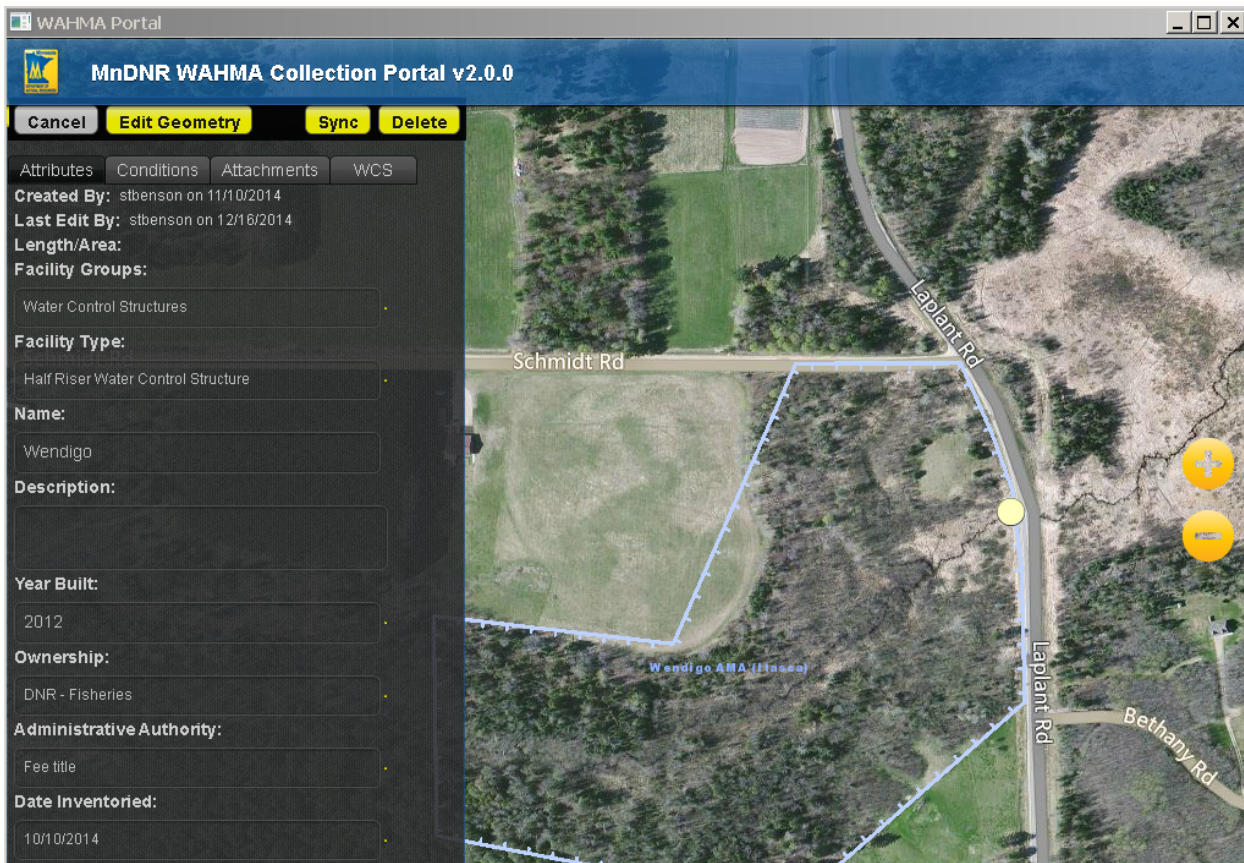 WAHMA Portal
MnDNR WAHMA Collection Portal v2.0.0
Cancel Edit Geometry Sync Delete
Attributes Conditions Attachments WCS
Created By: stbenson on 11/10/2014
Last Edit By: stbenson on 12/16/2014
Length/Area:
Facility Groups:
Water Control Structures
Facility Type:
Half Riser Water Control Structure
Name:
Wendigo
Description:
Year Built:
2012
Ownership:
DNR - Fisheries
Administrative Authority:
Fee title
Date Inventoried:
10/10/2014
Laplant Rd
Schmidt Rd
Wendigo AMA (Itasca)
Laplant Rd
Bethany Rd